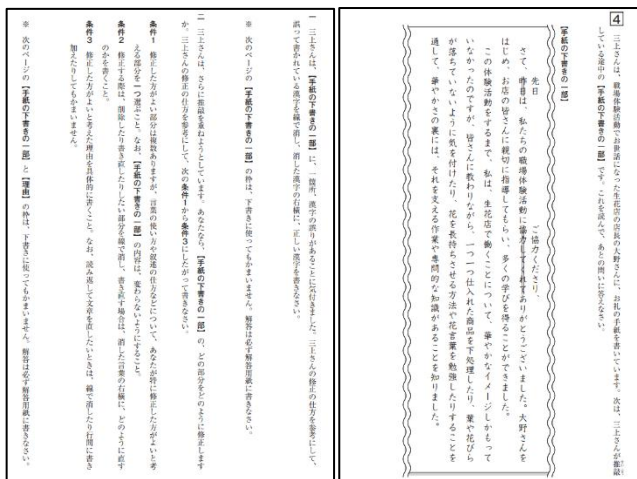 4
三上さんは、職場体験活動でお世話になった生花店の店長の大野さんに、お礼の手紙を書いています。次は、三上さんが推敲
している途中の【手紙の下書きの一部】です。これを読んで、あとの問いに答えなさい。
【手紙の下書きの一部】
先日
ご協力くださり、
さて、昨日は、私たちの職場体験活動に協力してくれてありがとうございました。大野さんを
はじめ、お店の皆さんに親切に指導してもらい、多くの学びを得ることができました。
この体験活動をするまで、私は、生花店で働くことについて、華やかなイメージしかもって
いなかったのですが、皆さんに教わりながら、一つ一つ仕入れた商品を下処理したり、葉や花びら
が落ちていないように気を付けたり、花を長持ちさせる方法や花言葉を勉強したりすることを
通して、華やかさの裏には、それを支える作業や専問的な知識があることを知りました。
一 三上さんは、【手紙の下書きの一部】に、一箇所、漢字の誤りがあることに気付きました。三上さんの修正の仕方を参考にして、
誤って書かれている漢字を線で消し、消した漢字の右横に、正しい漢字を書きなさい。
※ 次のページの【手紙の下書きの一部】の枠は、下書きに使ってもかまいません。解答は必ず解答用紙に書きなさい。
二 三上さんは、さらに推敲を重ねようとしています。あなたなら、【手紙の下書きの一部】の、どの部分をどのように修正します
か。三上さんの修正の仕方を参考にして、次の条件1から条件3にしたがって書きなさい。
条件1 修正した方がよい部分は複数ありますが、言葉の使い方や叙述の仕方などについて、あなたが特に修正した方がよいと考
える部分を一つ選ぶこと。なお、【手紙の下書きの一部】の内容は、変わらないようにすること。
条件2 修正する際は、削除したり書き直したりしたい部分を線で消し、書き直す場合は、消した言葉の右横に、どのように直す
のかを書くこと。
条件3 修正した方がよいと考えた理由を具体的に書くこと。なお、読み返して文章を直したいときは、線で消したり行間に書き
加えたりしてもかまいません。
※ 次のページの【手紙の下書きの一部】と【理由】の枠は、下書きに使ってもかまいません。解答は必ず解答用紙に書きなさい。